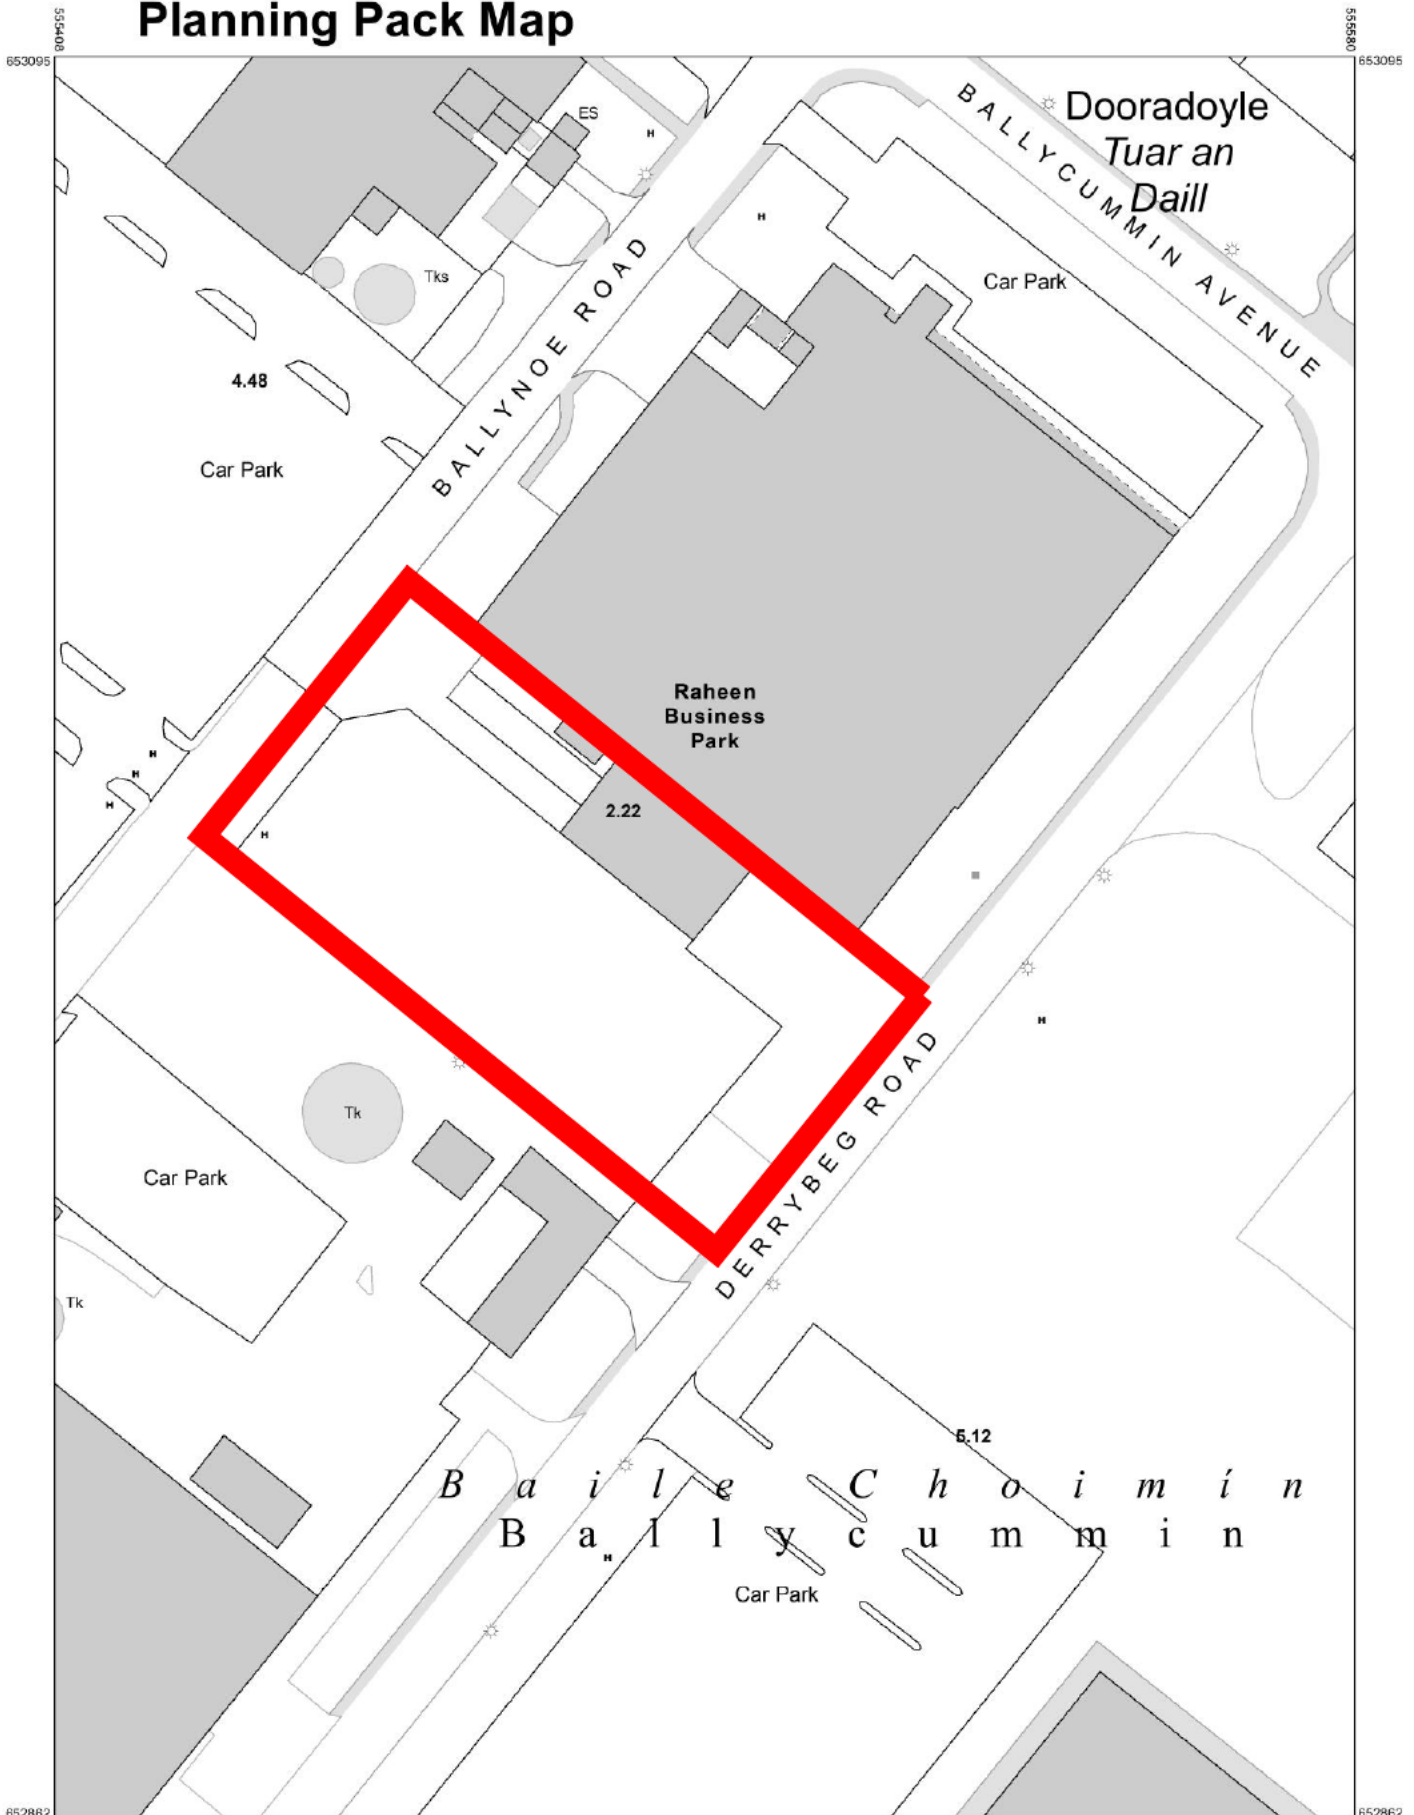 Planning Pack Map
555408
555580
653095
653095
ES
H
BALLYCUMMIN AVENUE
Dooradoyle
Tuar an
Daill
H
Tks
BALLYNOE ROAD
Car Park
4.48
Car Park
Raheen
Business
Park
H
H
H
2.22
H
H
DERRYBEG ROAD
Tk
Car Park
Tk
5.12
Baile Choimín
Ballycummin
H
Car Park
652862
652862